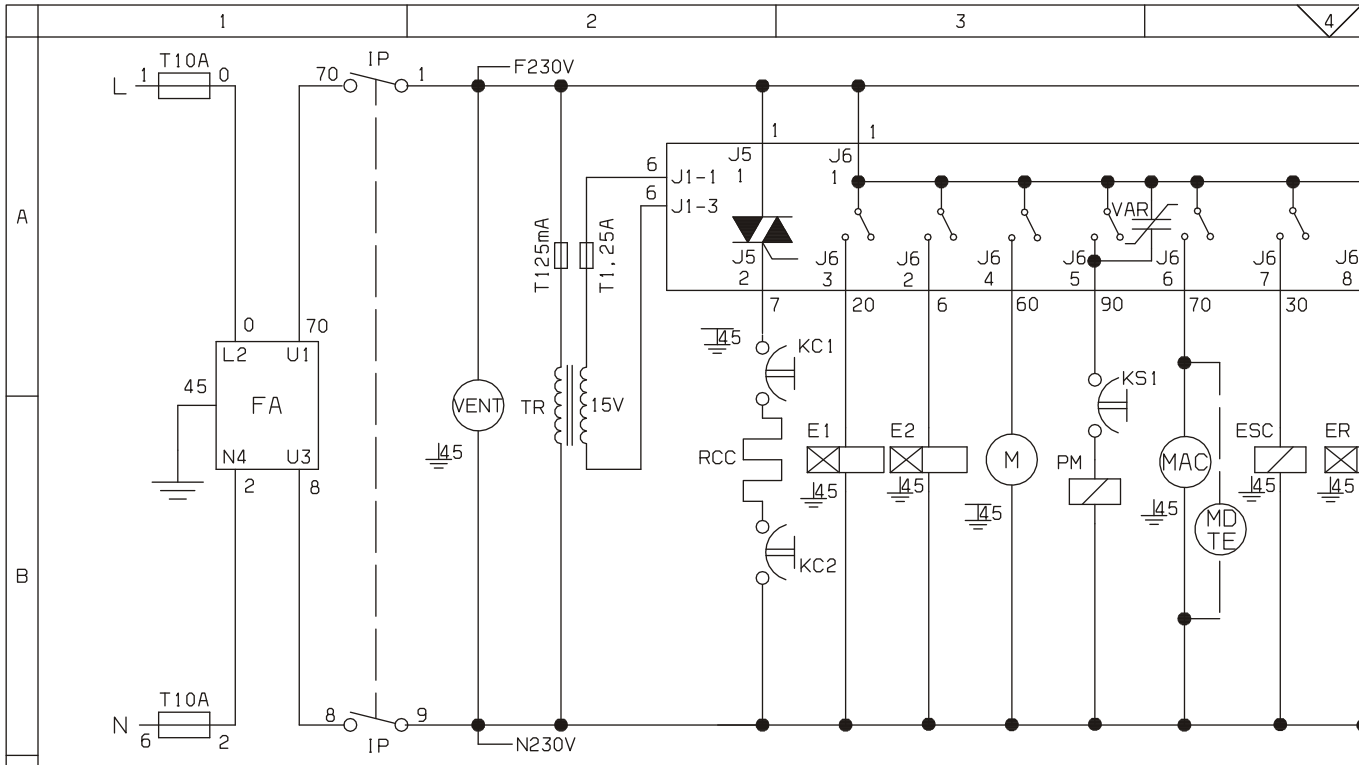 1 2 3 4
IP
T10A
L 1 0 70 1
F230V
1 1
J5 J6
1 1
6 J1-1
6 J1-3
A
VAR
T125mA
T1,25A
J5 J6 J6 J6 J6 J6 J6 J6
2 3 2 4 5 6 7 8
7 20 6 60 90 70 30
0 70
45
KC1
L2 U1
KS1
45
FA
VENT
TR
15V
45
N4 U3
2 8
RCC
E1
E2
M
PM
MAC
ESC
ER
45 45 45 45
45 45
MD
TE
KC2
B
T10A
N 6 2
8 9
IP
N230V